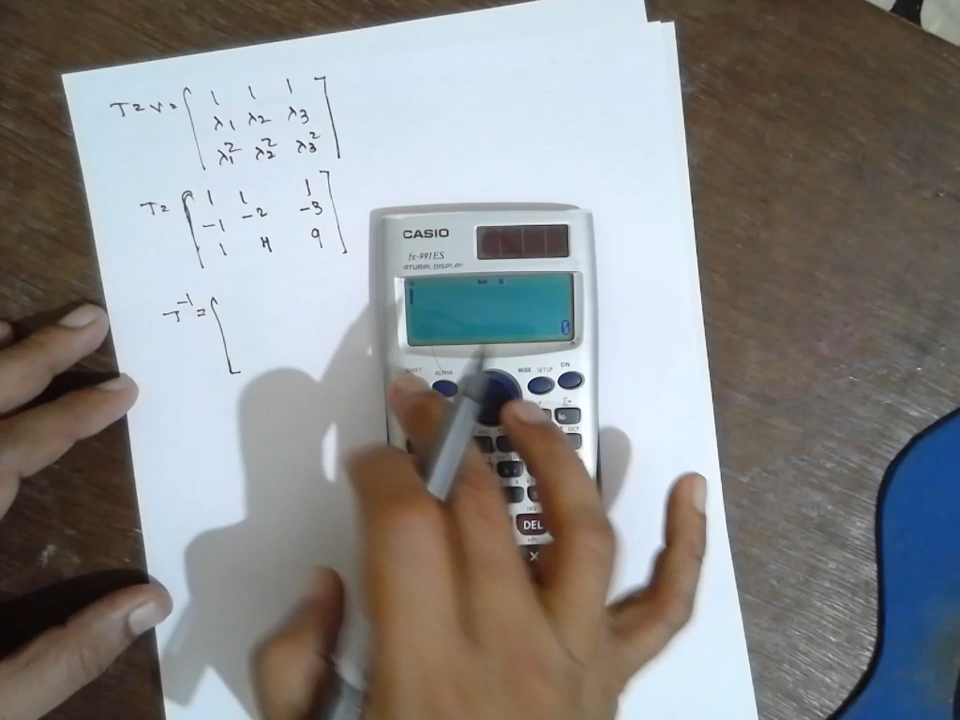 T = V = [ 1 1 1
λ1 λ2 λ3
λ1² λ2² λ3² ]
T = [ 1 1 1
-1 -2 -3
1 4 9 ]
T⁻¹ = [
CASIO
fx-991ES
NATURAL DISPLAY
SHIFT ALPHA MODE SETUP ON
DEL
×